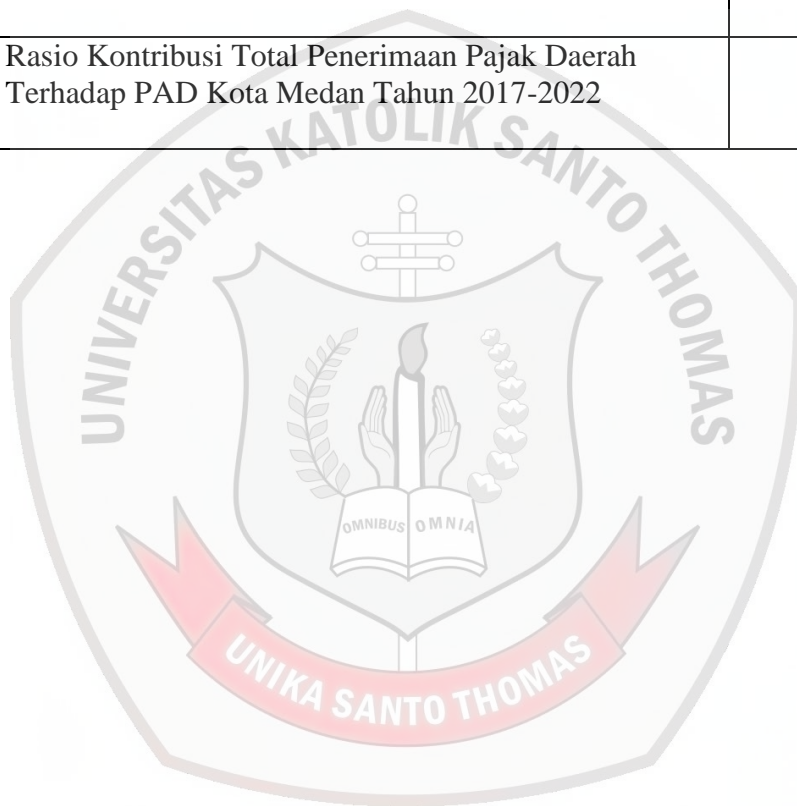 Rasio Kontribusi Total Penerimaan Pajak Daerah
Terhadap PAD Kota Medan Tahun 2017-2022
UNIVERSITAS KATOLIK SANTO THOMAS
OMNIBUS OMNIA
UNIKA SANTO THOMAS